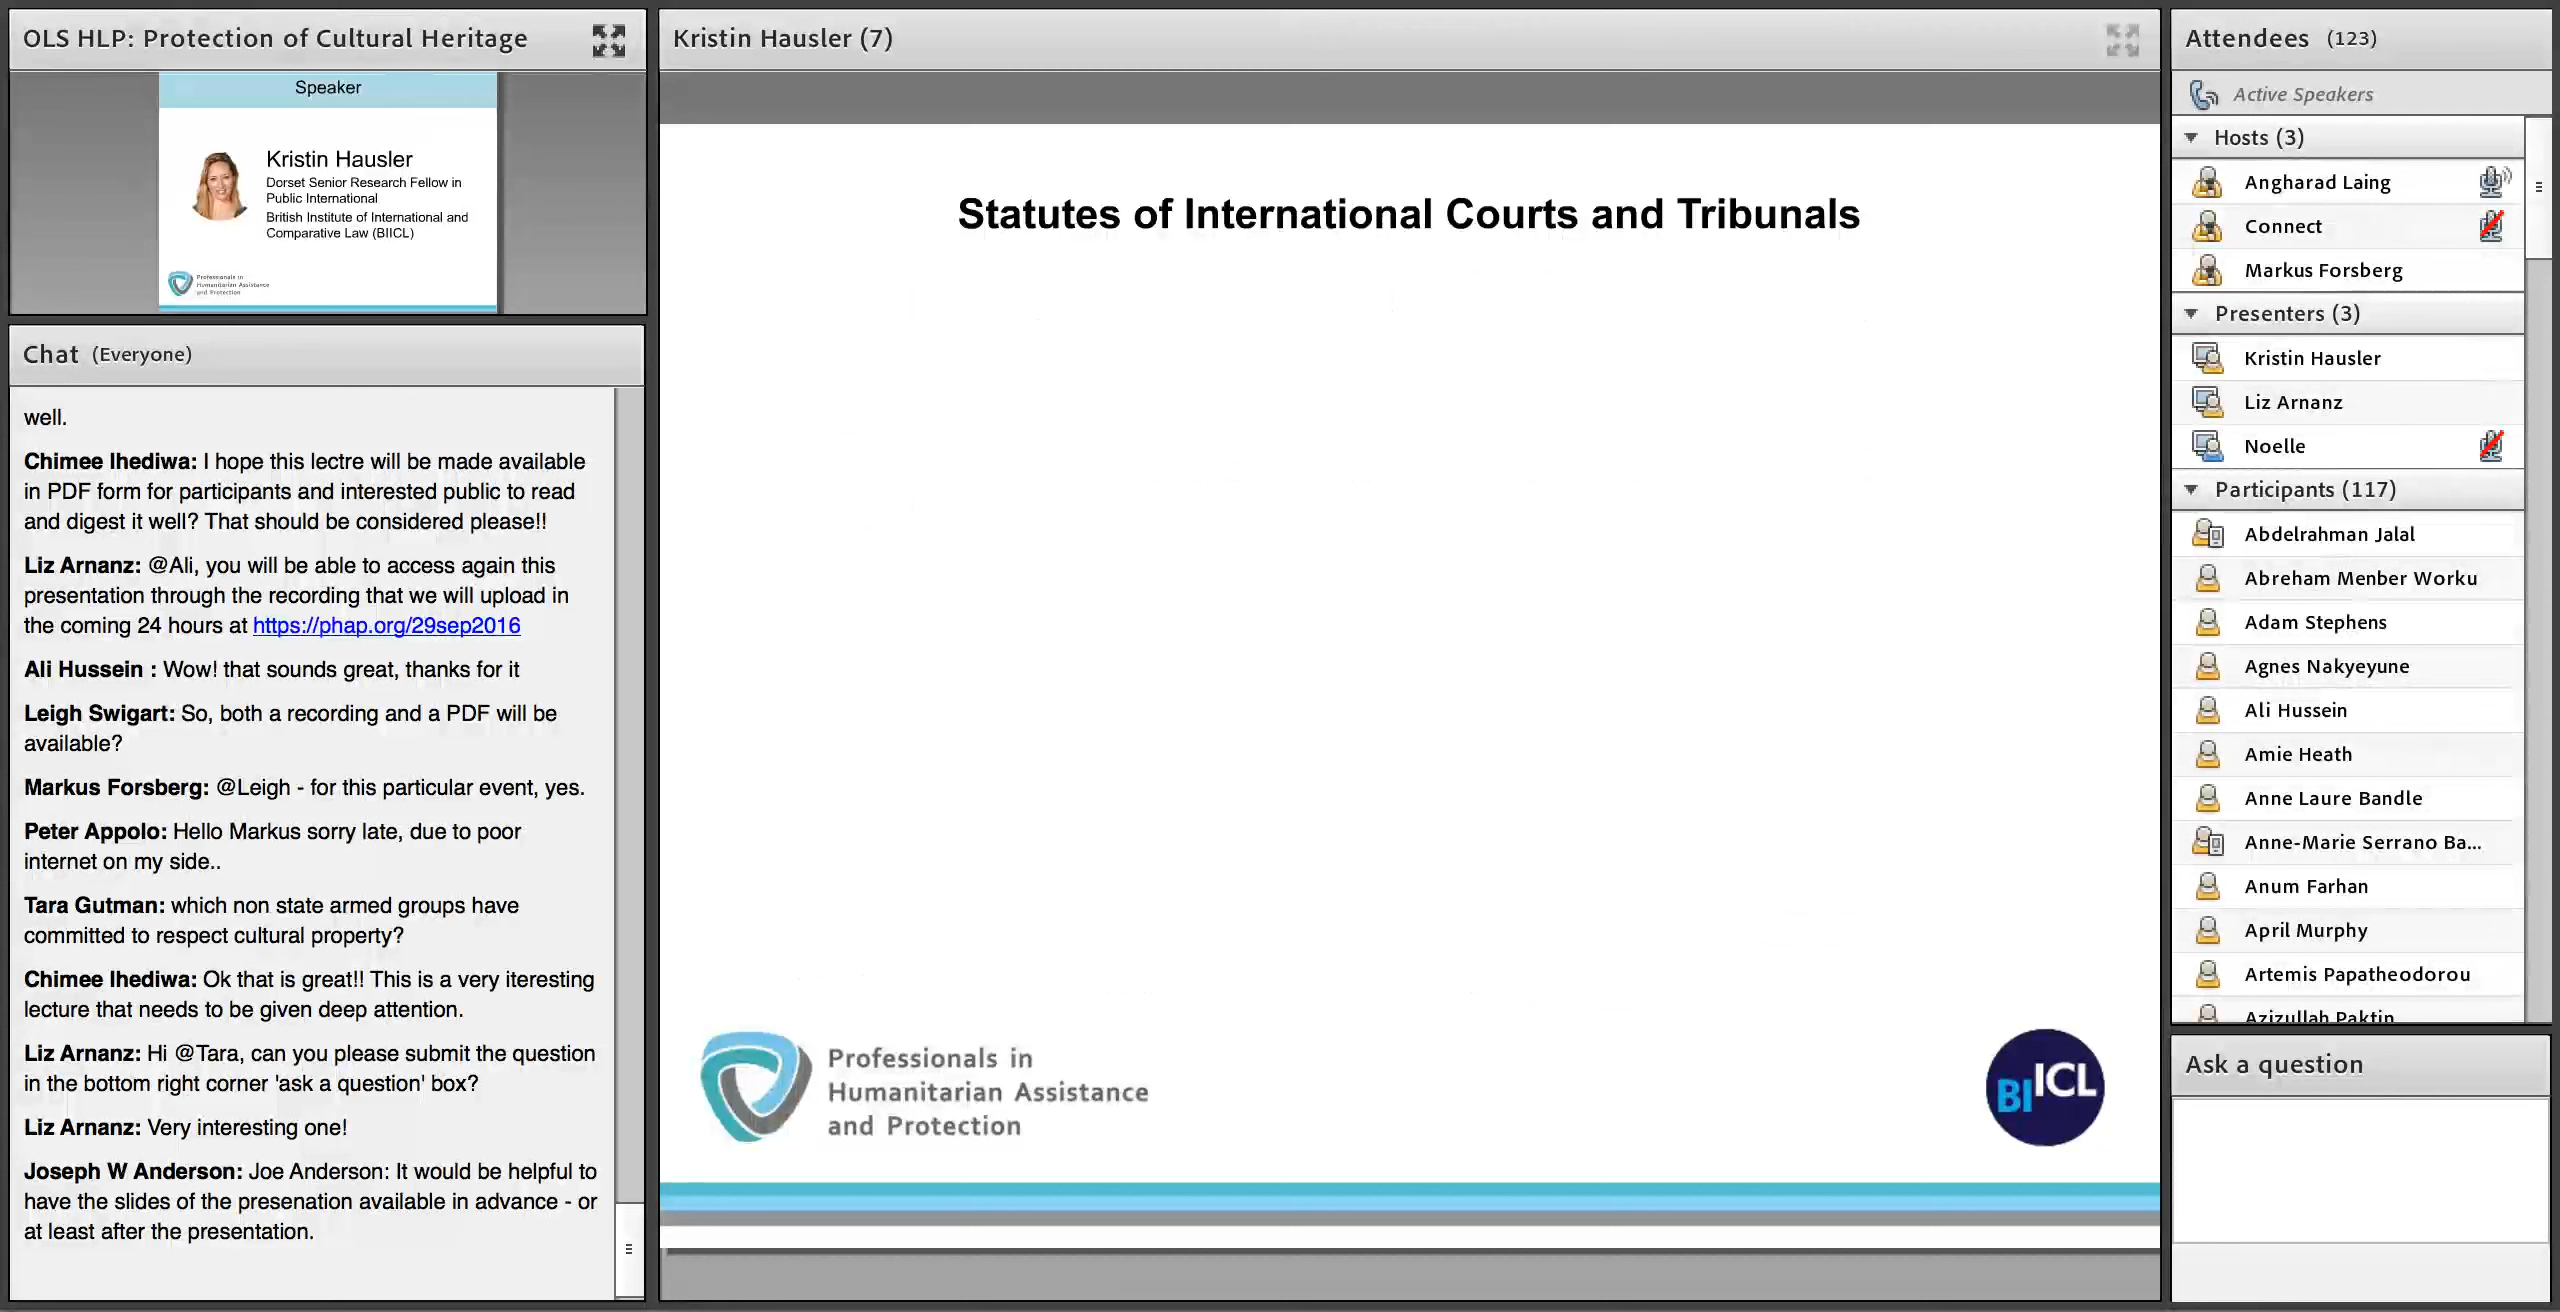 OLS HLP: Protection of Cultural Heritage
Speaker
Kristin Hausler
Dorset Senior Research Fellow in
Public International
British Institute of International and
Comparative Law (BIICL)
Professionals in
Humanitarian Assistance
and Protection
Chat (Everyone)
well.
Chimee Ihediwa: I hope this lectre will be made available
in PDF form for participants and interested public to read
and digest it well? That should be considered please!!
Liz Arnanz: @Ali, you will be able to access again this
presentation through the recording that we will upload in
the coming 24 hours at https://phap.org/29sep2016
Ali Hussein : Wow! that sounds great, thanks for it
Leigh Swigart: So, both a recording and a PDF will be
available?
Markus Forsberg: @Leigh - for this particular event, yes.
Peter Appolo: Hello Markus sorry late, due to poor
internet on my side..
Tara Gutman: which non state armed groups have
committed to respect cultural property?
Chimee Ihediwa: Ok that is great!! This is a very iteresting
lecture that needs to be given deep attention.
Liz Arnanz: Hi @Tara, can you please submit the question
in the bottom right corner 'ask a question' box?
Liz Arnanz: Very interesting one!
Joseph W Anderson: Joe Anderson: It would be helpful to
have the slides of the presenation available in advance - or
at least after the presentation.
Kristin Hausler (7)
Statutes of International Courts and Tribunals
Professionals in
Humanitarian Assistance
and Protection
BIICL
Attendees (123)
Active Speakers
Hosts (3)
Angharad Laing
Connect
Markus Forsberg
Presenters (3)
Kristin Hausler
Liz Arnanz
Noelle
Participants (117)
Abdelrahman Jalal
Abreham Menber Worku
Adam Stephens
Agnes Nakyeyune
Ali Hussein
Amie Heath
Anne Laure Bandle
Anne-Marie Serrano Ba...
Anum Farhan
April Murphy
Artemis Papatheodorou
Azizullah Paktin
Ask a question